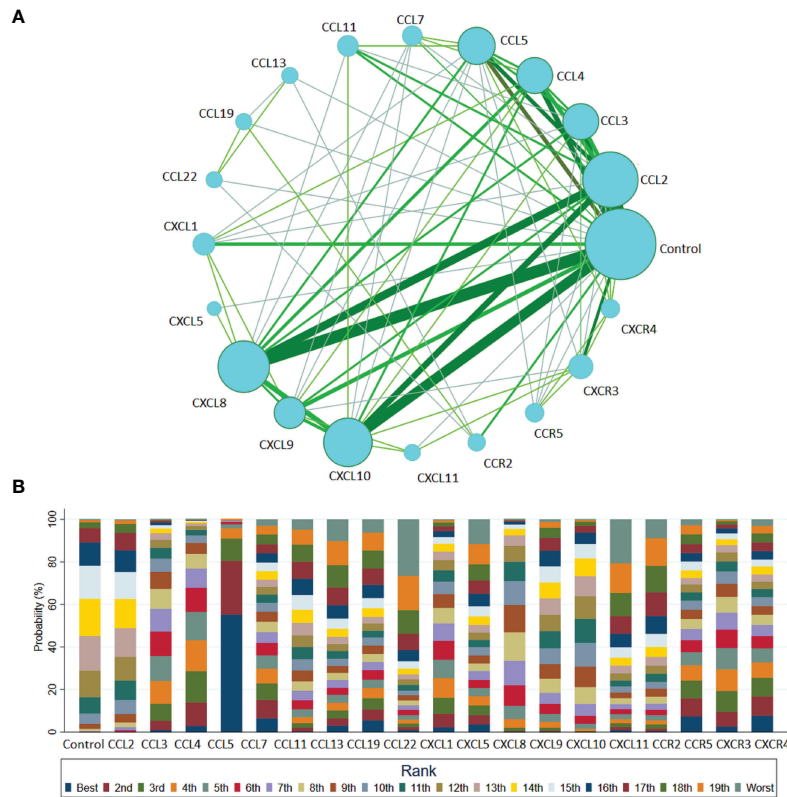 A
CCL11
CCL7
CCL5
CCL4
CCL3
CCL2
Control
CXCR4
CXCR3
CCR5
CCR2
CXCL11
CXCL10
CXCL9
CXCL8
CXCL5
CXCL1
CCL22
CCL19
CCL13
B
Probability (%)
100
80
60
40
20
0
Control CCL2 CCL3 CCL4 CCL5 CCL7 CCL11 CCL13 CCL19 CCL22 CXCL1 CXCL5 CXCL8 CXCL9 CXCL10 CXCL11 CCR2 CCR5 CXCR3 CXCR4
Rank
Best 2nd 3rd 4th 5th 6th 7th 8th 9th 10th 11th 12th 13th 14th 15th 16th 17th 18th 19th Worst